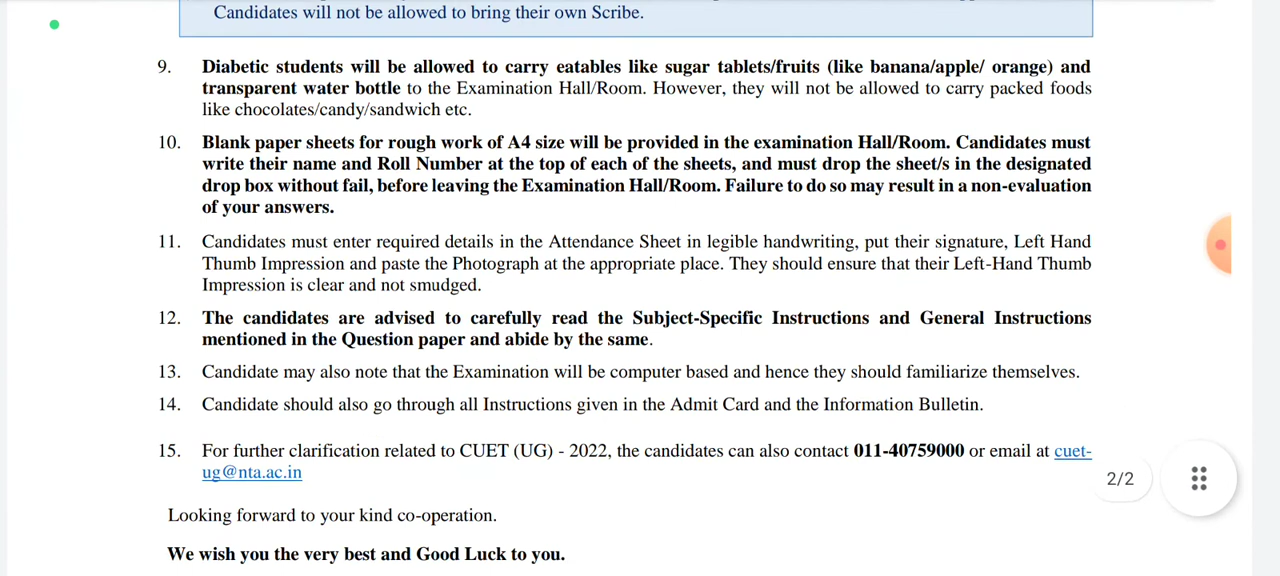 Candidates will not be allowed to bring their own Scribe.
9. Diabetic students will be allowed to carry eatables like sugar tablets/fruits (like banana/apple/ orange) and
transparent water bottle to the Examination Hall/Room. However, they will not be allowed to carry packed foods
like chocolates/candy/sandwich etc.
10. Blank paper sheets for rough work of A4 size will be provided in the examination Hall/Room. Candidates must
write their name and Roll Number at the top of each of the sheets, and must drop the sheet/s in the designated
drop box without fail, before leaving the Examination Hall/Room. Failure to do so may result in a non-evaluation
of your answers.
11. Candidates must enter required details in the Attendance Sheet in legible handwriting, put their signature, Left Hand
Thumb Impression and paste the Photograph at the appropriate place. They should ensure that their Left-Hand Thumb
Impression is clear and not smudged.
12. The candidates are advised to carefully read the Subject-Specific Instructions and General Instructions
mentioned in the Question paper and abide by the same.
13. Candidate may also note that the Examination will be computer based and hence they should familiarize themselves.
14. Candidate should also go through all Instructions given in the Admit Card and the Information Bulletin.
15. For further clarification related to CUET (UG) - 2022, the candidates can also contact 011-40759000 or email at cuet-
ug@nta.ac.in
2/2
Looking forward to your kind co-operation.
We wish you the very best and Good Luck to you.